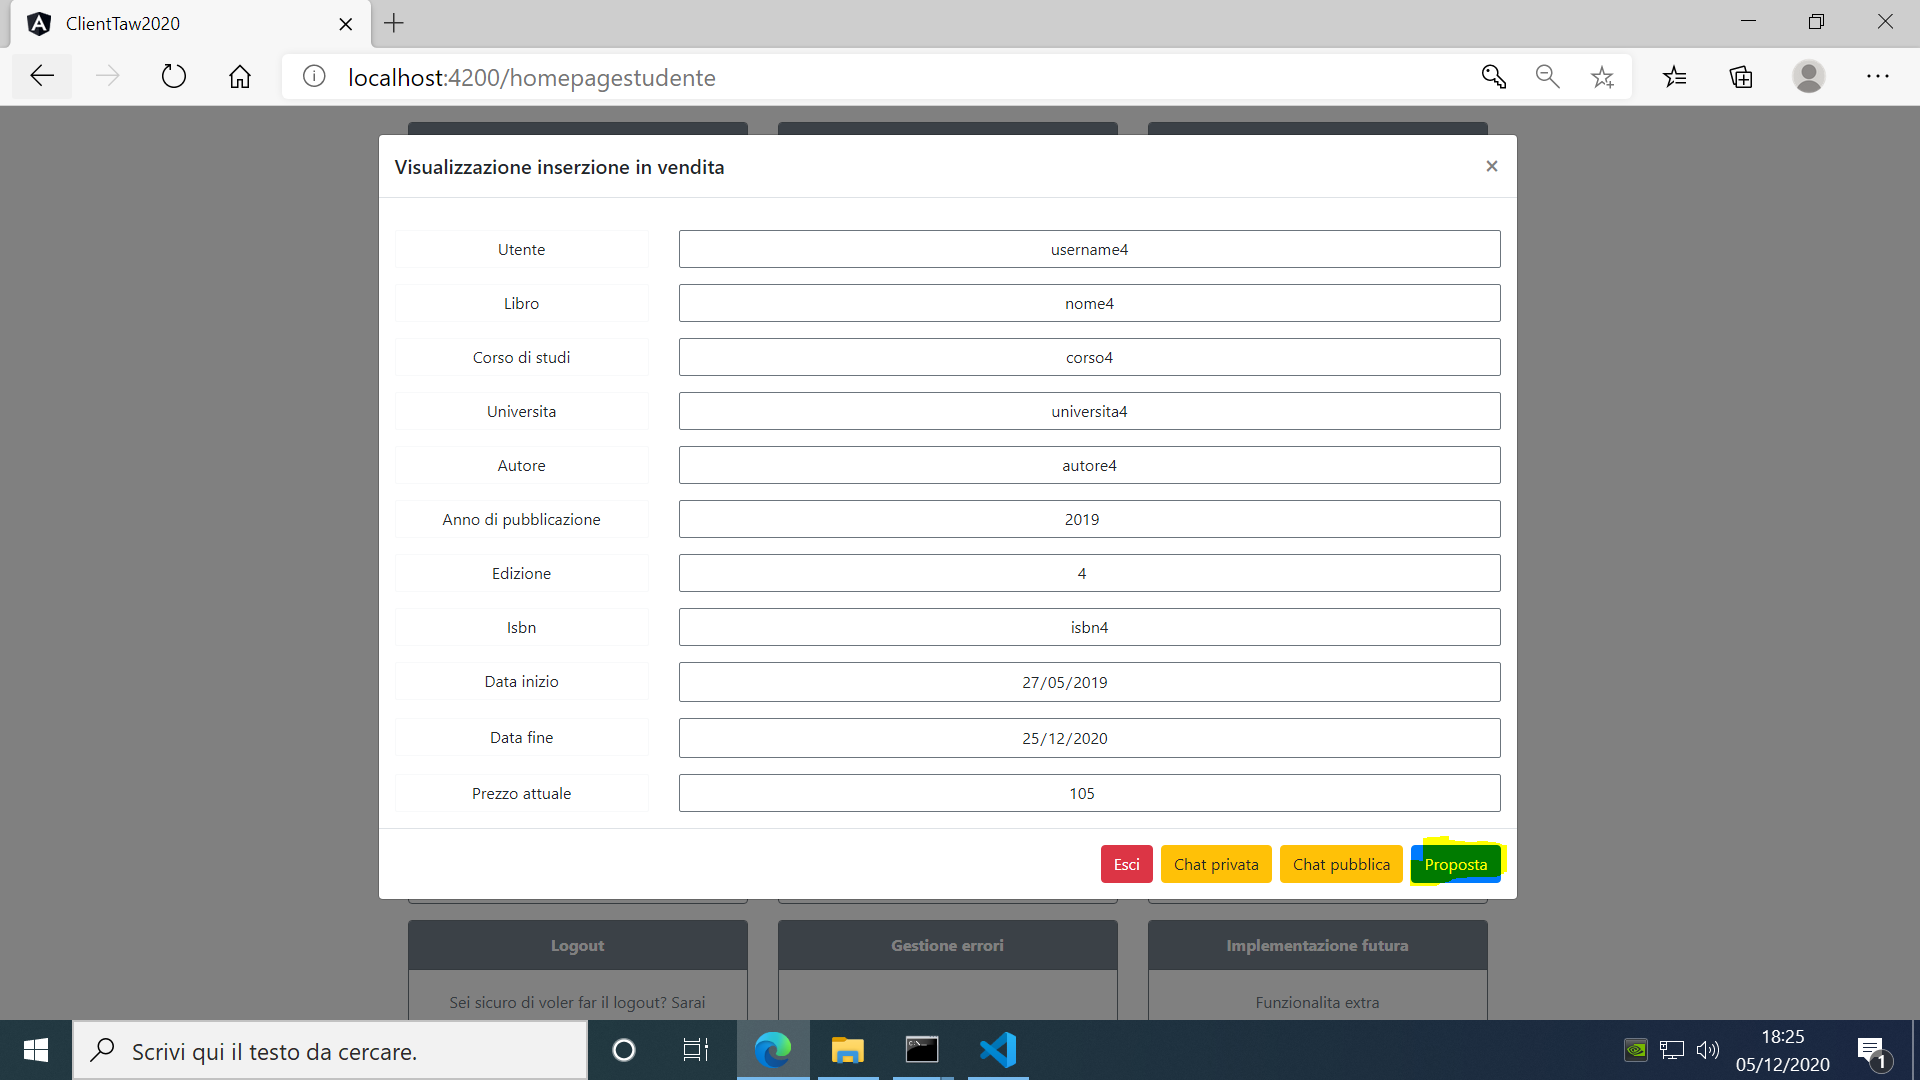 ClientTaw2020
localhost:4200/homepagestudente
Visualizzazione inserzione in vendita
×
Utente username4
Libro nome4
Corso di studi corso4
Universita universita4
Autore autore4
Anno di pubblicazione 2019
Edizione 4
Isbn isbn4
Data inizio 27/05/2019
Data fine 25/12/2020
Prezzo attuale 105
Esci Chat privata Chat pubblica Proposta
Logout Gestione errori Implementazione futura
Sei sicuro di voler far il logout? Sarai Funzionalita extra
Scrivi qui il testo da cercare.
18:25
05/12/2020
1